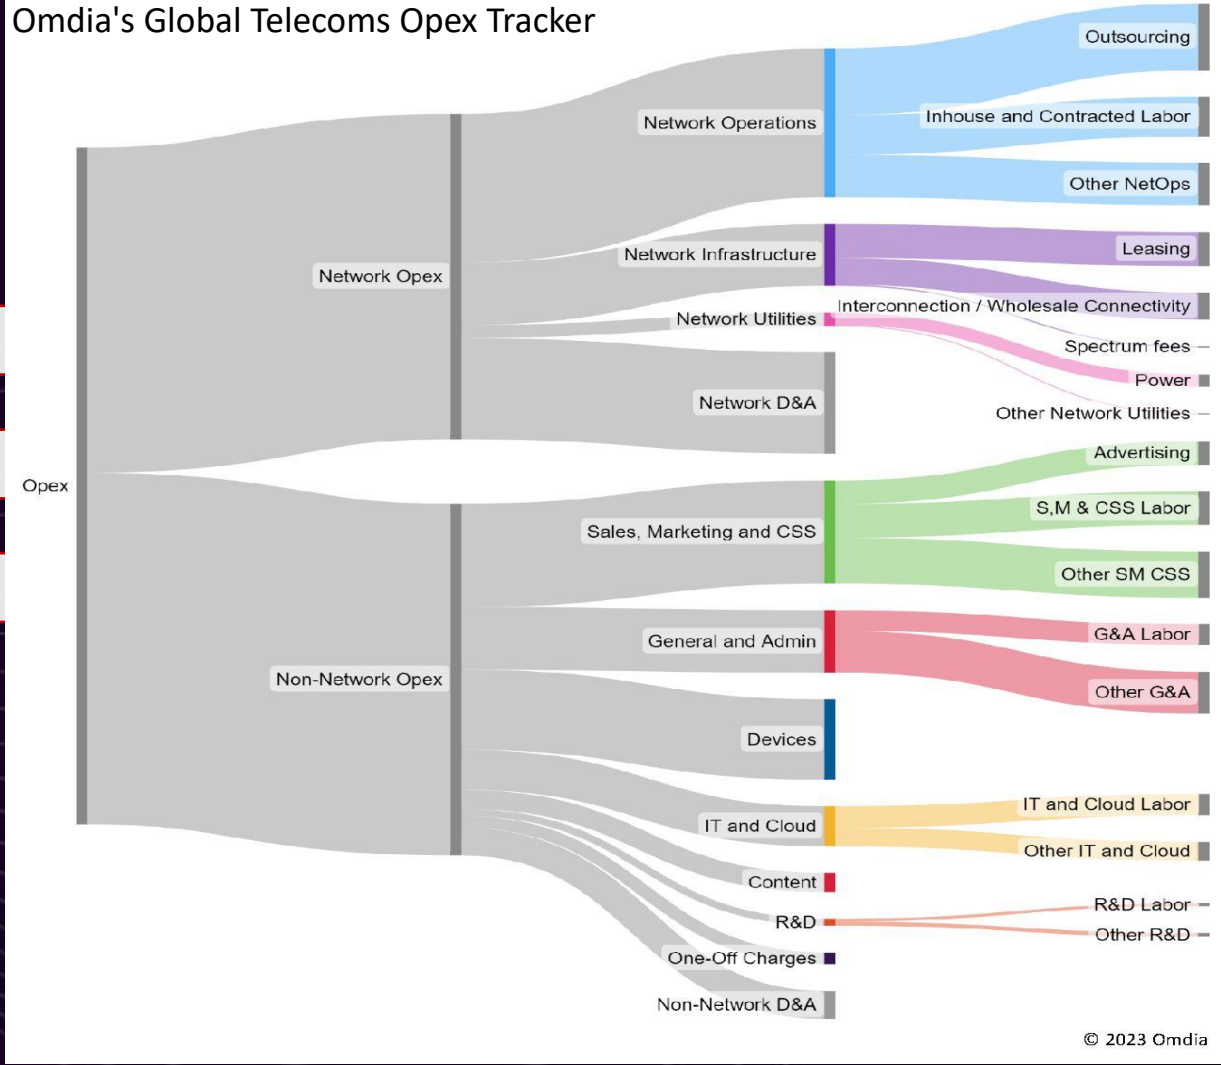 Omdia's Global Telecoms Opex Tracker
Outsourcing
Network Operations
Inhouse and Contracted Labor
Other NetOps
Leasing
Network Infrastructure
Network Opex
Interconnection / Wholesale Connectivity
Network Utilities
Spectrum fees
Power
Network D&A
Other Network Utilities
Advertising
Opex
S,M & CSS Labor
Sales, Marketing and CSS
Other SM CSS
G&A Labor
General and Admin
Non-Network Opex
Other G&A
Devices
IT and Cloud Labor
IT and Cloud
Other IT and Cloud
Content
R&D Labor
R&D
Other R&D
One-Off Charges
Non-Network D&A
© 2023 Omdia